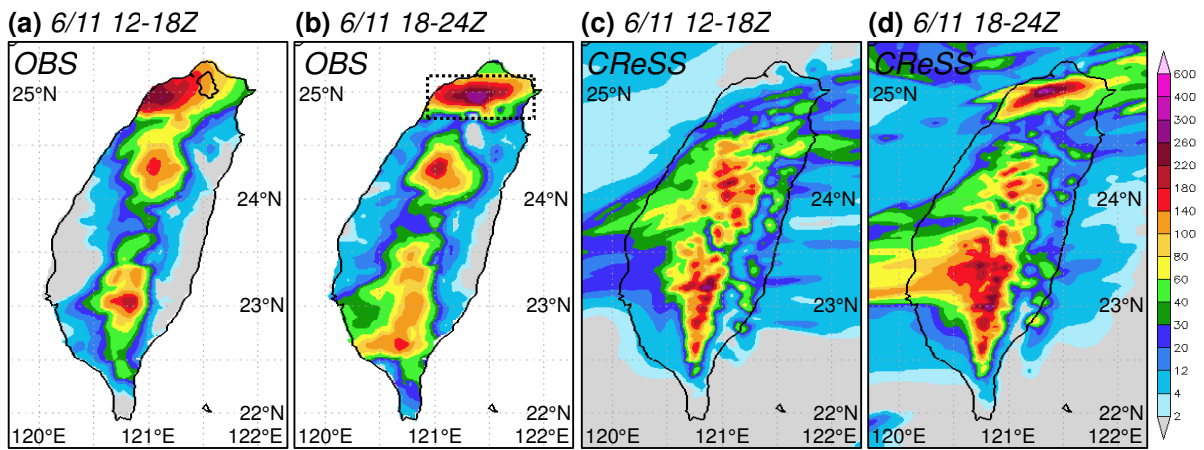 (a) 6/11 12-18Z
(b) 6/11 18-24Z
(c) 6/11 12-18Z
(d) 6/11 18-24Z
OBS
OBS
CReSS
CReSS
25°N
24°N
23°N
22°N
120°E
121°E
122°E
25°N
24°N
23°N
22°N
120°E
121°E
122°E
25°N
24°N
23°N
22°N
120°E
121°E
122°E
25°N
24°N
23°N
22°N
120°E
121°E
122°E
600
400
300
260
220
180
140
100
80
60
40
30
20
12
4
2